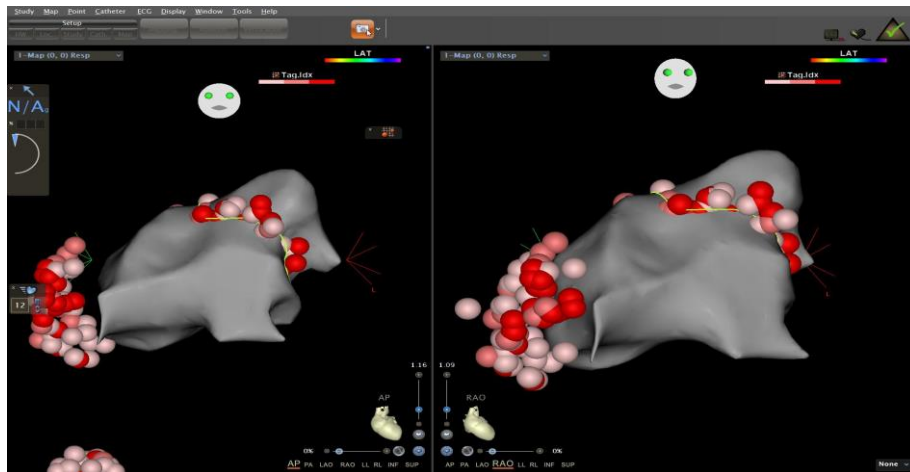 Study Map Point Catheter ECG Display Window Tools Help
Setup
1-Map (0, 0) Resp
LAT
Tag.Idx
N/A
12
L
1.16
AP
0%
AP PA LAO RAO LL RL INF SUP
1-Map (0, 0) Resp
LAT
Tag.Idx
L
1.09
RAO
0%
AP PA LAO RAO LL RL INF SUP
None